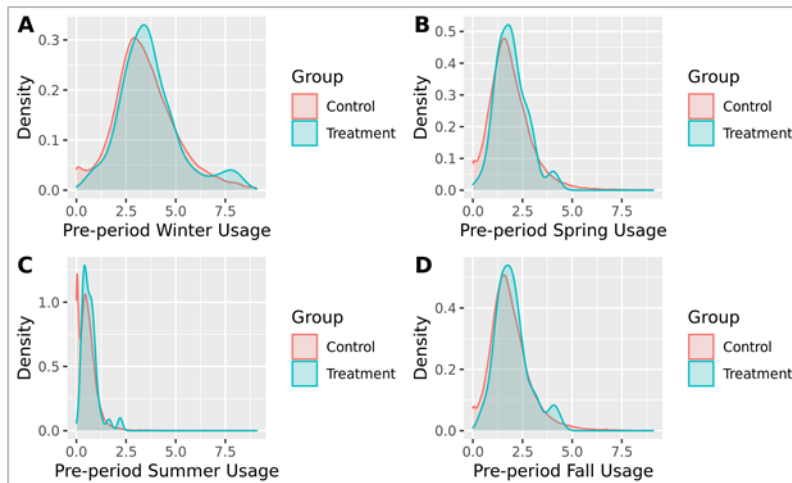 A
0.3
0.2
0.1
0.0
Density
0.0 2.5 5.0 7.5
Pre-period Winter Usage
Group
Control
Treatment
B
0.5
0.4
0.3
0.2
0.1
0.0
Density
0.0 2.5 5.0 7.5
Pre-period Spring Usage
Group
Control
Treatment
C
1.0
0.5
0.0
Density
0.0 2.5 5.0 7.5
Pre-period Summer Usage
Group
Control
Treatment
D
0.4
0.2
0.0
Density
0.0 2.5 5.0 7.5
Pre-period Fall Usage
Group
Control
Treatment